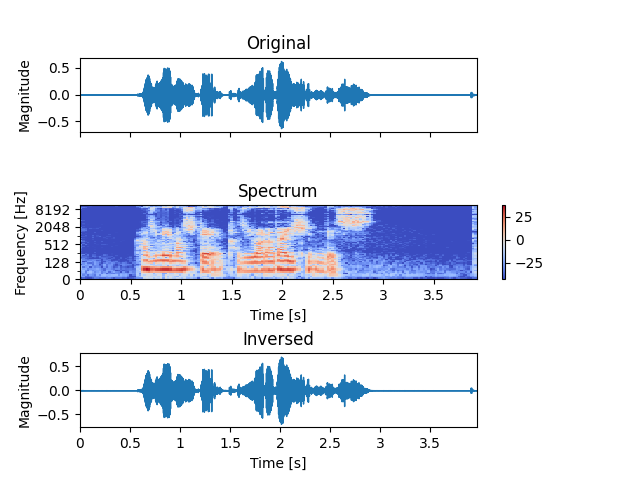 Original
Magnitude
0.5
0.0
−0.5
Spectrum
Frequency [Hz]
8192
2048
512
128
0
25
0
−25
0 0.5 1 1.5 2 2.5 3 3.5
Time [s]
Inversed
Magnitude
0.5
0.0
−0.5
0 0.5 1 1.5 2 2.5 3 3.5
Time [s]